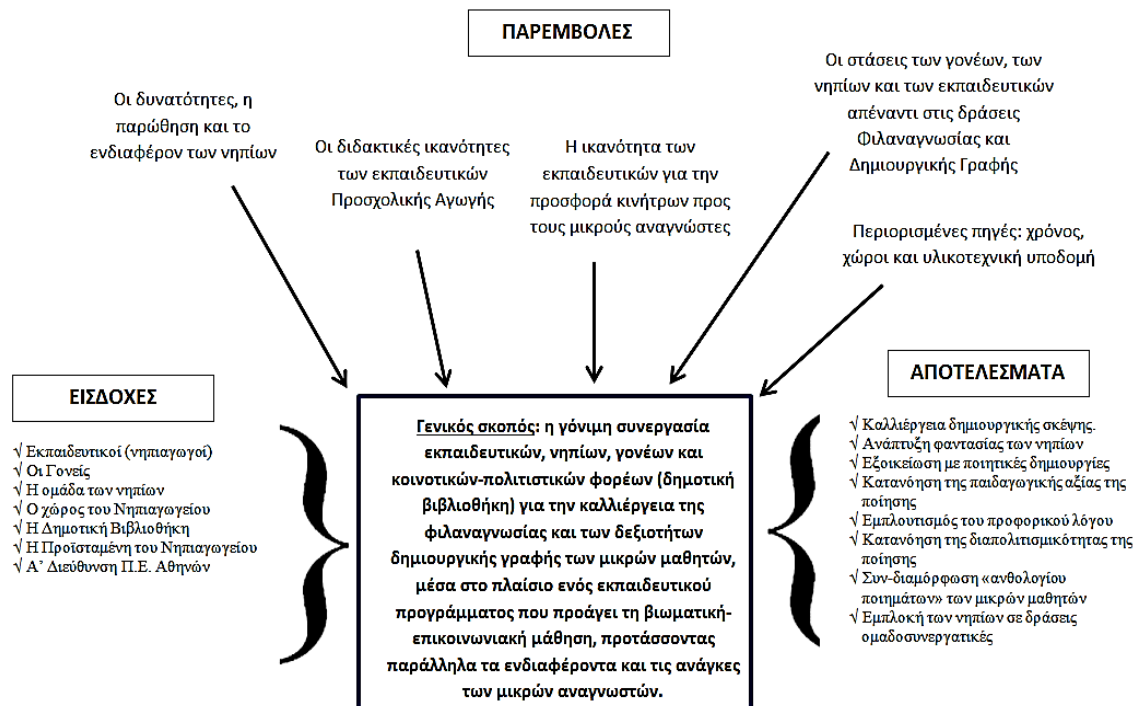 ΠΑΡΕΜΒΟΛΕΣ
Οι δυνατότητες, η
παρώθηση και το
ενδιαφέρον των νηπίων
Οι διδακτικές ικανότητες
των εκπαιδευτικών
Προσχολικής Αγωγής
Η ικανότητα των
εκπαιδευτικών για την
προσφορά κινήτρων προς
τους μικρούς αναγνώστες
Οι στάσεις των γονέων, των
νηπίων και των εκπαιδευτικών
απέναντι στις δράσεις
Φιλαναγνωσίας και
Δημιουργικής Γραφής
Περιορισμένες πηγές: χρόνος,
χώροι και υλικοτεχνική υποδομή
ΕΙΣΔΟΧΕΣ
√ Εκπαιδευτικοί (νηπιαγωγοί)
√ Οι Γονείς
√ Η ομάδα των νηπίων
√ Ο χώρος του Νηπιαγωγείου
√ Η Δημοτική Βιβλιοθήκη
√ Η Προϊσταμένη του Νηπιαγωγείου
√ Α’ Διεύθυνση Π.Ε. Αθηνών
Γενικός σκοπός: η γόνιμη συνεργασία
εκπαιδευτικών, νηπίων, γονέων και
κοινοτικών-πολιτιστικών φορέων (δημοτική
βιβλιοθήκη) για την καλλιέργεια της
φιλαναγνωσίας και των δεξιοτήτων
δημιουργικής γραφής των μικρών μαθητών,
μέσα στο πλαίσιο ενός εκπαιδευτικού
προγράμματος που προάγει τη βιωματική-
επικοινωνιακή μάθηση, προτάσσοντας
παράλληλα τα ενδιαφέροντα και τις ανάγκες
των μικρών αναγνωστών.
ΑΠΟΤΕΛΕΣΜΑΤΑ
√ Καλλιέργεια δημιουργικής σκέψης.
√ Ανάπτυξη φαντασίας των νηπίων
√ Εξοικείωση με ποιητικές δημιουργίες
√ Κατανόηση της παιδαγωγικής αξίας της
ποίησης
√ Εμπλουτισμός του προφορικού λόγου
√ Κατανόηση της διαπολιτισμικότητας της
ποίησης
√ Συν-διαμόρφωση «ανθολογίου
ποιημάτων» των μικρών μαθητών
√ Εμπλοκή των νηπίων σε δράσεις
ομαδοσυνεργατικές